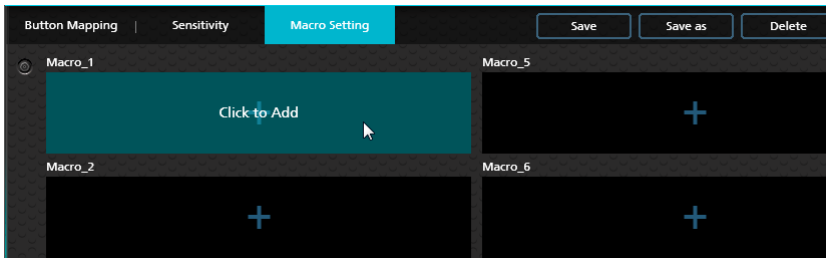 Button Mapping | Sensitivity Macro Setting Save Save as Delete
Macro_1 Macro_5
Click to Add
Macro_2 Macro_6